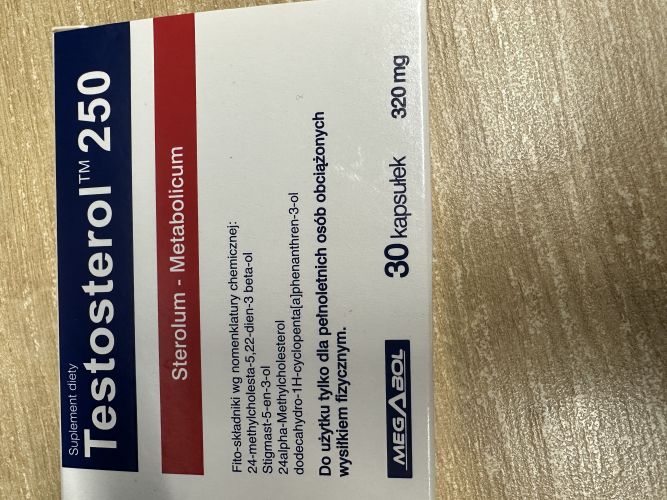 Suplement diety
Testosterol™ 250
Sterolum - Metabolicum
Fito-składniki wg nomenklatury chemicznej:
24-methylcholesta-5,22-dien-3 beta-ol
Stigmast-5-en-3-ol
24alpha-Methylcholesterol
dodecahydro-1H-cyclopenta[a]phenanthren-3-ol
Do użytku tylko dla pełnoletnich osób obciążonych
wysiłkiem fizycznym.
MEGABOL
30 kapsułek 320 mg